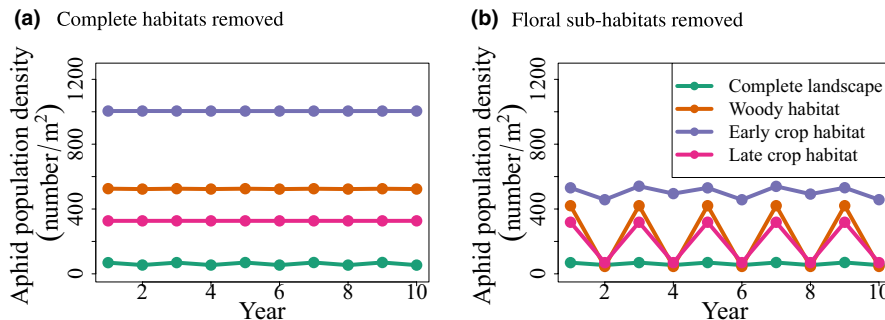 (a) Complete habitats removed
Aphid population density
(number/m²)
0 400 800 1200
2 4 6 8 10
Year
(b) Floral sub-habitats removed
Aphid population density
(number/m²)
0 400 800 1200
Complete landscape
Woody habitat
Early crop habitat
Late crop habitat
2 4 6 8 10
Year